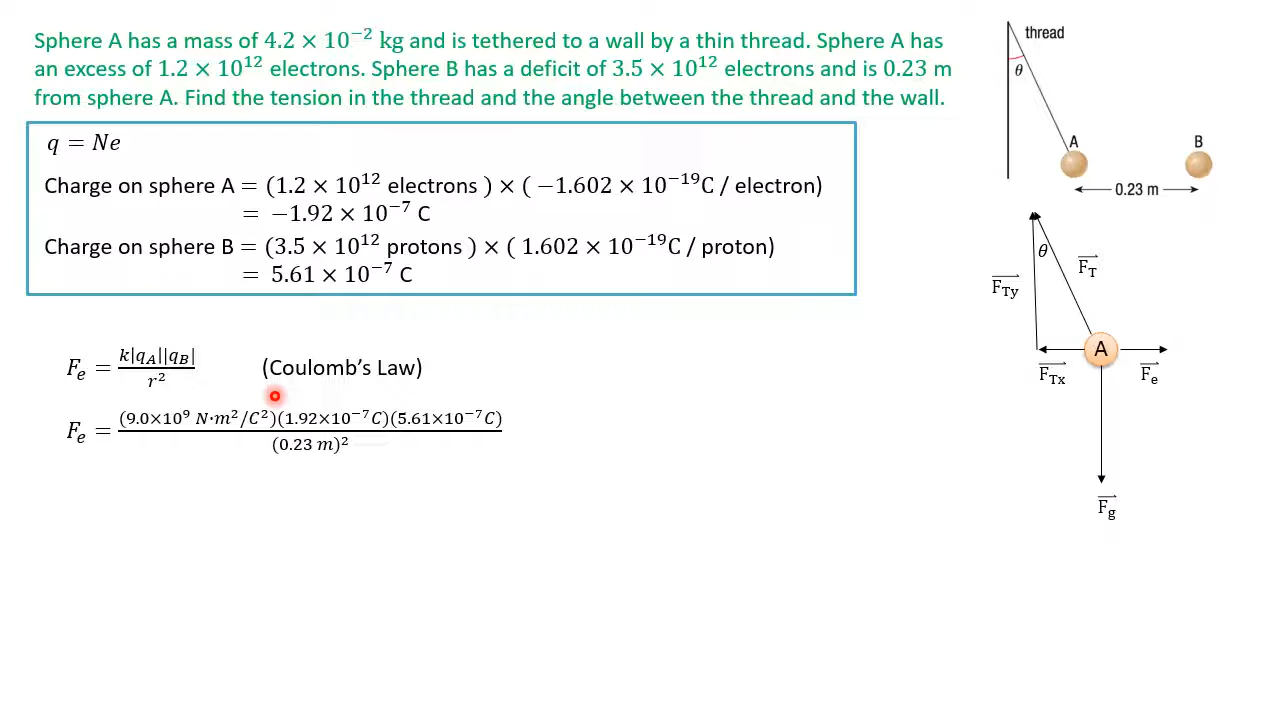 Sphere A has a mass of 4.2 × 10⁻² kg and is tethered to a wall by a thin thread. Sphere A has
an excess of 1.2 × 10¹² electrons. Sphere B has a deficit of 3.5 × 10¹² electrons and is 0.23 m
from sphere A. Find the tension in the thread and the angle between the thread and the wall.
q = Ne
Charge on sphere A = (1.2 × 10¹² electrons ) × ( −1.602 × 10⁻¹⁹C / electron)
= −1.92 × 10⁻⁷ C
Charge on sphere B = (3.5 × 10¹² protons ) × ( 1.602 × 10⁻¹⁹C / proton)
= 5.61 × 10⁻⁷ C
Fₑ = k|q_A||q_B| / r² (Coulomb's Law)
Fₑ = (9.0×10⁹ N·m²/C²)(1.92×10⁻⁷C)(5.61×10⁻⁷C) / (0.23 m)²
thread
θ
A
B
0.23 m
θ
F_T
F_Ty
A
F_Tx
F_e
F_g